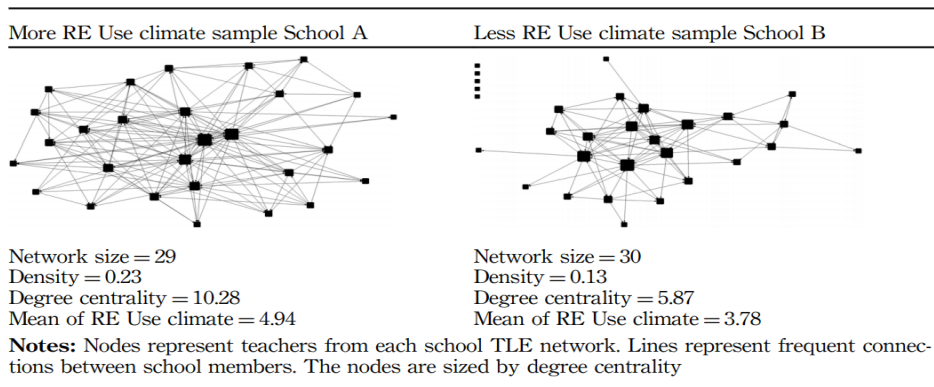 More RE Use climate sample School A
Less RE Use climate sample School B
Network size = 29
Density = 0.23
Degree centrality = 10.28
Mean of RE Use climate = 4.94
Network size = 30
Density = 0.13
Degree centrality = 5.87
Mean of RE Use climate = 3.78
Notes: Nodes represent teachers from each school TLE network. Lines represent frequent connec-
tions between school members. The nodes are sized by degree centrality